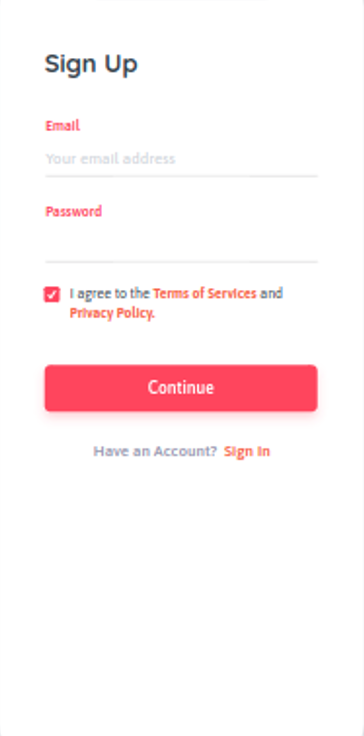 Sign Up
Email
Your email address
Password
I agree to the Terms of Services and
Privacy Policy.
Continue
Have an Account? Sign In